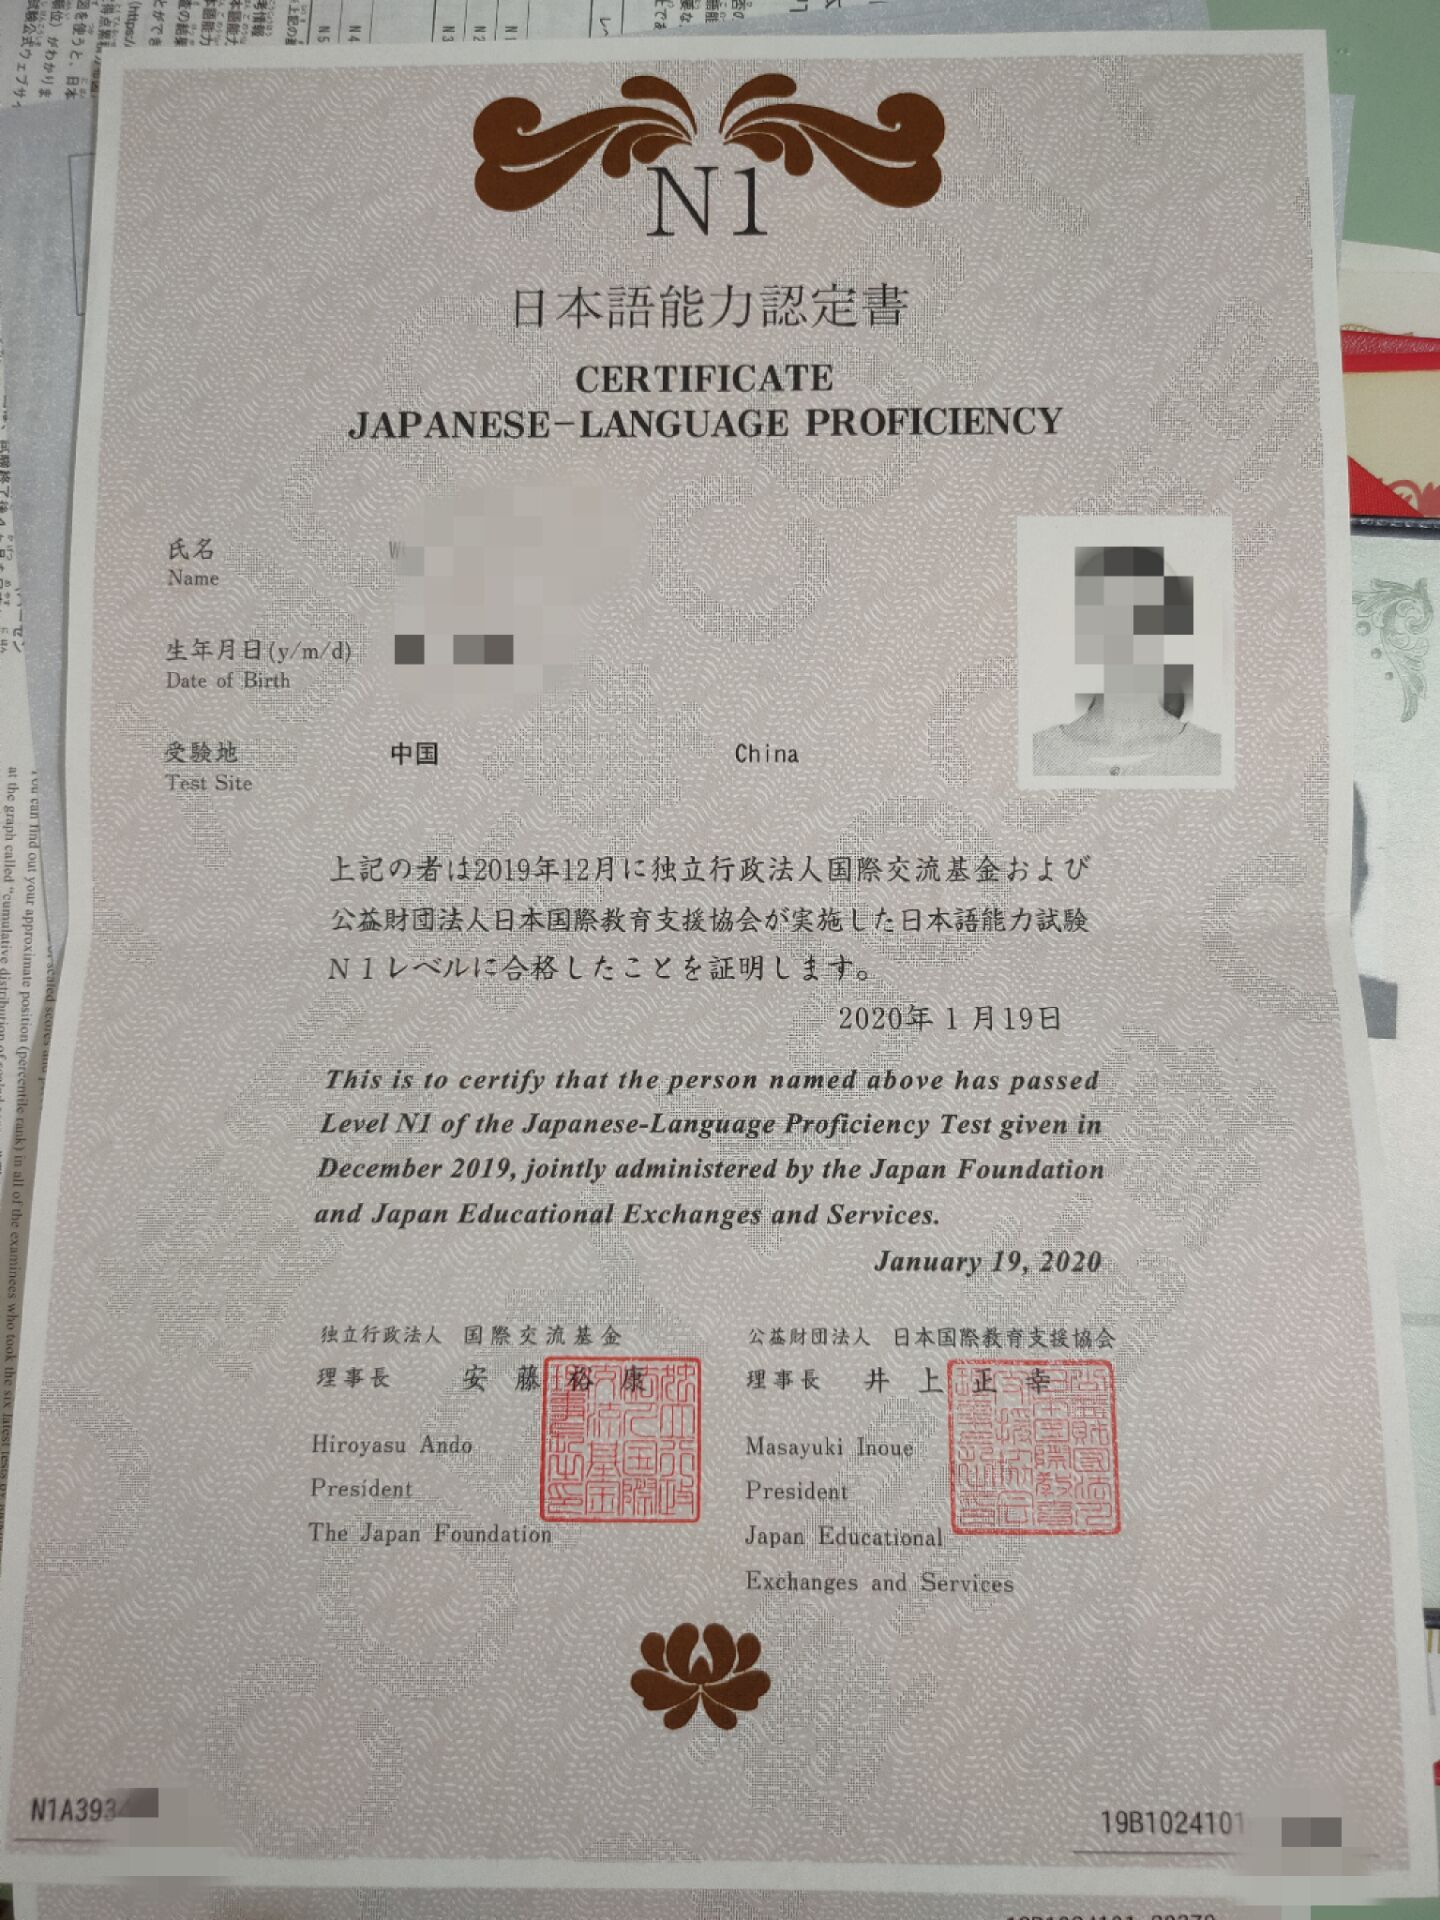 N1
日本語能力認定書
CERTIFICATE
JAPANESE-LANGUAGE PROFICIENCY
氏名
Name
生年月日(y/m/d)
Date of Birth
受験地 中国 China
Test Site
上記の者は2019年12月に独立行政法人国際交流基金および
公益財団法人日本国際教育支援協会が実施した日本語能力試験
N1レベルに合格したことを証明します。
2020年1月19日
This is to certify that the person named above has passed
Level N1 of the Japanese-Language Proficiency Test given in
December 2019, jointly administered by the Japan Foundation
and Japan Educational Exchanges and Services.
January 19, 2020
独立行政法人 国際交流基金
理事長 安藤裕康
Hiroyasu Ando
President
The Japan Foundation
公益財団法人 日本国際教育支援協会
理事長 井上正幸
Masayuki Inoue
President
Japan Educational
Exchanges and Services
N1A393
19B1024101